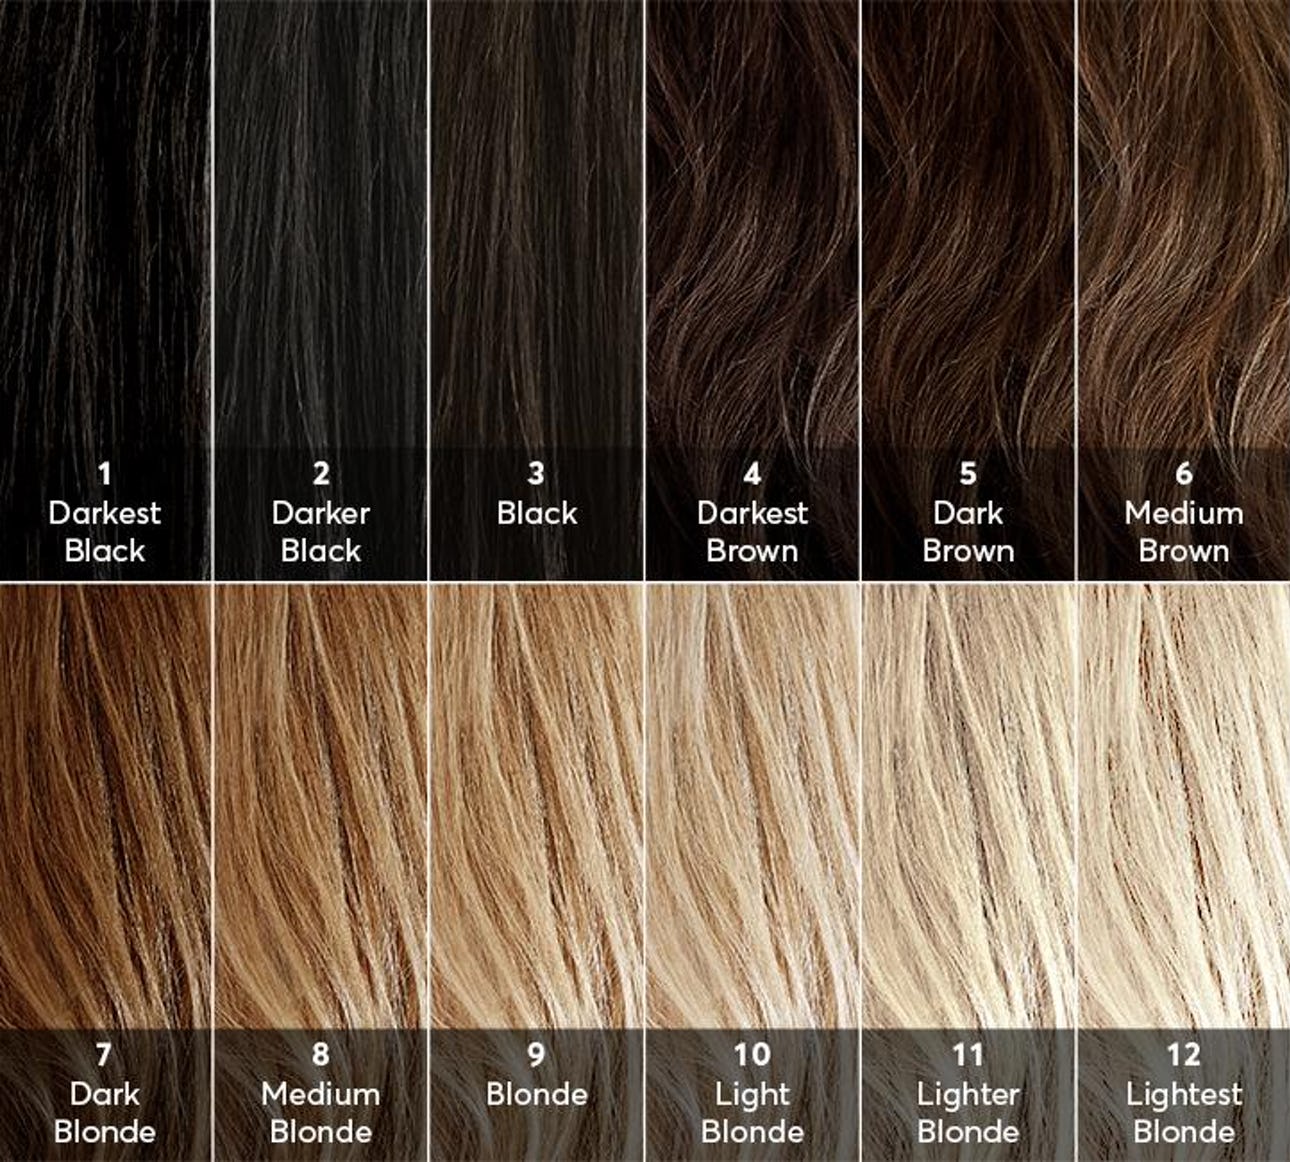 1
Darkest
Black
2
Darker
Black
3
Black
4
Darkest
Brown
5
Dark
Brown
6
Medium
Brown
7
Dark
Blonde
8
Medium
Blonde
9
Blonde
10
Light
Blonde
11
Lighter
Blonde
12
Lightest
Blonde